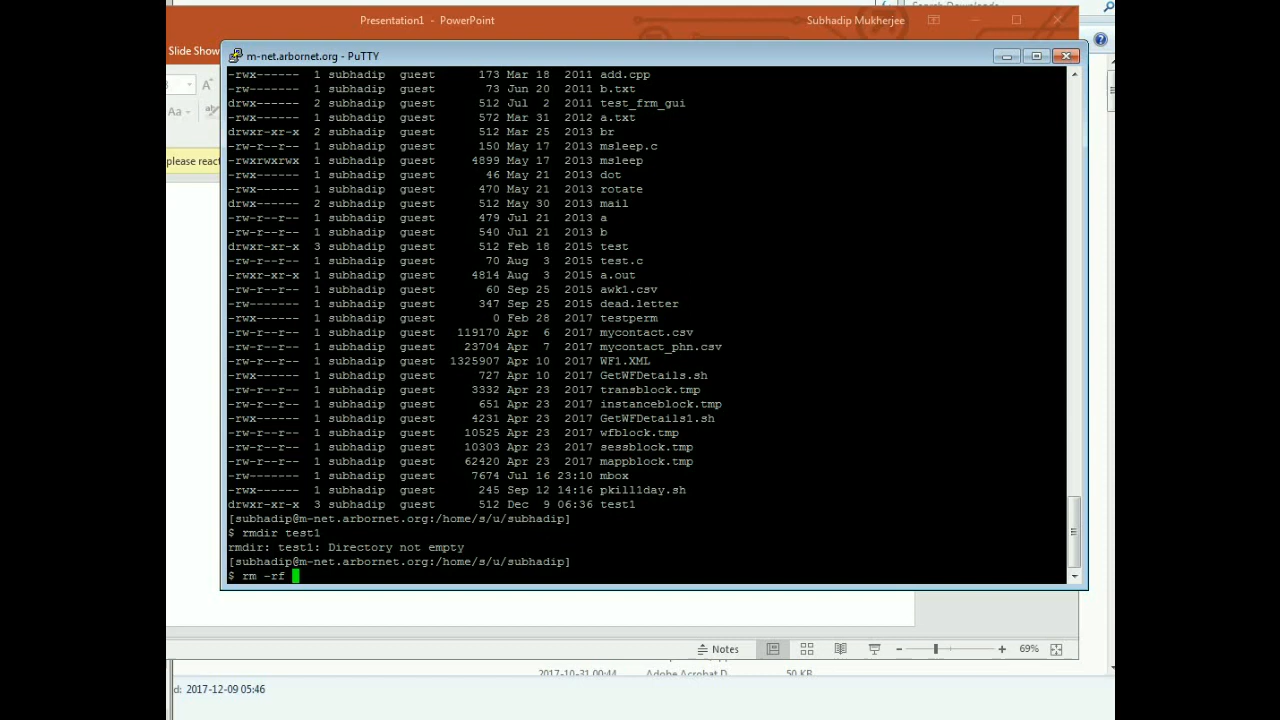 Search Downloads
Presentation1 - PowerPoint
Subhadip Mukherjee
Slide Show
m-net.arbornet.org - PuTTY
Aa
please react
-rwx------ 1 subhadip guest 173 Mar 18 2011 add.cpp
-rw------- 1 subhadip guest 73 Jun 20 2011 b.txt
drwx------ 2 subhadip guest 512 Jul 2 2011 test_frm_gui
-rwx------ 1 subhadip guest 572 Mar 31 2012 a.txt
drwxr-xr-x 2 subhadip guest 512 Mar 25 2013 br
-rw-r--r-- 1 subhadip guest 150 May 17 2013 msleep.c
-rwxrwxrwx 1 subhadip guest 4899 May 17 2013 msleep
-rwx------ 1 subhadip guest 46 May 21 2013 dot
-rwx------ 1 subhadip guest 470 May 21 2013 rotate
drwx------ 2 subhadip guest 512 May 30 2013 mail
-rw-r--r-- 1 subhadip guest 479 Jul 21 2013 a
-rw-r--r-- 1 subhadip guest 540 Jul 21 2013 b
drwxr-xr-x 3 subhadip guest 512 Feb 18 2015 test
-rw-r--r-- 1 subhadip guest 70 Aug 3 2015 test.c
-rwxr-xr-x 1 subhadip guest 4814 Aug 3 2015 a.out
-rw-r--r-- 1 subhadip guest 60 Sep 25 2015 awk1.csv
-rw------- 1 subhadip guest 347 Sep 25 2015 dead.letter
-rwx------ 1 subhadip guest 0 Feb 28 2017 testperm
-rw-r--r-- 1 subhadip guest 119170 Apr 6 2017 mycontact.csv
-rw-r--r-- 1 subhadip guest 23704 Apr 7 2017 mycontact_phn.csv
-rw-r--r-- 1 subhadip guest 1325907 Apr 10 2017 WF1.XML
-rwx------ 1 subhadip guest 727 Apr 10 2017 GetWFDetails.sh
-rw-r--r-- 1 subhadip guest 3332 Apr 23 2017 transblock.tmp
-rw-r--r-- 1 subhadip guest 651 Apr 23 2017 instanceblock.tmp
-rwx------ 1 subhadip guest 4231 Apr 23 2017 GetWFDetails1.sh
-rw-r--r-- 1 subhadip guest 10525 Apr 23 2017 wfblock.tmp
-rw-r--r-- 1 subhadip guest 10303 Apr 23 2017 sessblock.tmp
-rw-r--r-- 1 subhadip guest 62420 Apr 23 2017 mappblock.tmp
-rw------- 1 subhadip guest 7674 Jul 16 23:10 mbox
-rwx------ 1 subhadip guest 245 Sep 12 14:16 pkill1day.sh
drwxr-xr-x 3 subhadip guest 512 Dec 9 06:36 test1
[subhadip@m-net.arbornet.org:/home/s/u/subhadip]
$ rmdir test1
rmdir: test1: Directory not empty
[subhadip@m-net.arbornet.org:/home/s/u/subhadip]
$ rm -rf
Notes
69%
2017-10-31 00:44 Adobe Acrobat D 50 KB
d: 2017-12-09 05:46